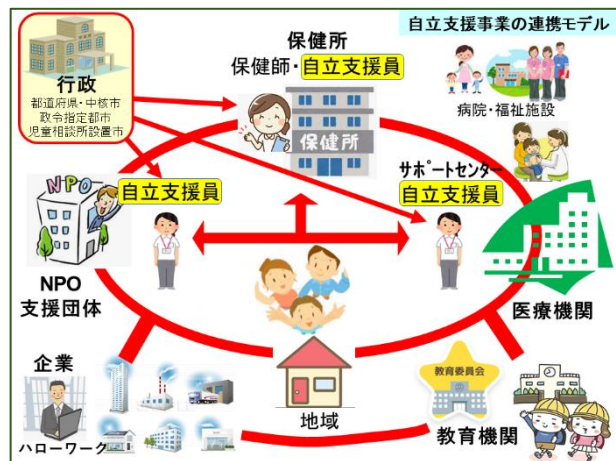 自立支援事業の連携モデル
行政
都道府県・中核市
政令指定都市
児童相談所設置市
保健所
保健師・自立支援員
保健所
病院・福祉施設
NPO
自立支援員
サポートセンター
自立支援員
NPO
支援団体
医療機関
企業
ハローワーク
地域
教育委員会
教育機関